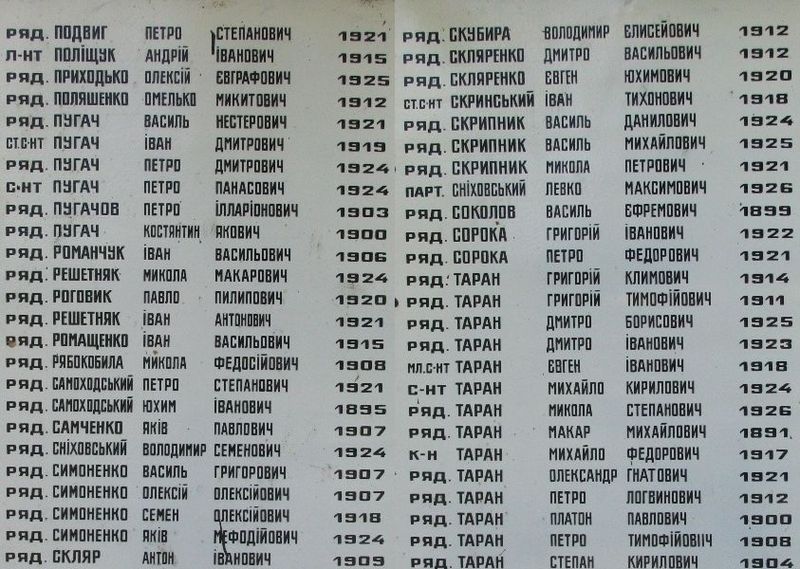 ряд. ПОДВИГ ПЕТРО СТЕПАНОВИЧ 1921
л-нт ПОЛІЩУК АНДРІЙ ІВАНОВИЧ 1915
ряд. ПРИХОДЬКО ОЛЕКСІЙ ЄВГРАФОВИЧ 1925
ряд. ПОЛЯШЕНКО ОМЕЛЬКО МИКИТОВИЧ 1912
ряд. ПУГАЧ ВАСИЛЬ НЕСТЕРОВИЧ 1921
ст.с-нт ПУГАЧ ІВАН ДМИТРОВИЧ 1919
ряд. ПУГАЧ ПЕТРО ДМИТРОВИЧ 1924
с-нт ПУГАЧ ПЕТРО ПАНАСОВИЧ 1924
ряд. ПУГАЧОВ ПЕТРО ІЛЛАРІОНОВИЧ 1903
ряд. ПУГАЧ КОСТЯНТИН ЯКОВИЧ 1900
ряд. РОМАНЧУК ІВАН ВАСИЛЬОВИЧ 1906
ряд. РЕШЕТНЯК МИКОЛА МАКАРОВИЧ 1924
ряд. РОГОВИК ПАВЛО ПИЛИПОВИЧ 1920
ряд. РЕШЕТНЯК ІВАН АНТОНОВИЧ 1921
ряд. РОМАЩЕНКО ІВАН ВАСИЛЬОВИЧ 1915
ряд. РЯБОКОБИЛА МИКОЛА ФЕДОСІЙОВИЧ 1908
ряд. САМОХОДСЬКИЙ ПЕТРО СТЕПАНОВИЧ 1921
ряд. САМОХОДСЬКИЙ ЮХИМ ІВАНОВИЧ 1895
ряд. САМЧЕНКО ЯКІВ ПАВЛОВИЧ 1907
ряд. СНІХОВСЬКИЙ ВОЛОДИМИР СЕМЕНОВИЧ 1924
ряд. СИМОНЕНКО ВАСИЛЬ ГРИГОРОВИЧ 1907
ряд. СИМОНЕНКО ОЛЕКСІЙ ОЛЕКСІЙОВИЧ 1907
ряд. СИМОНЕНКО СЕМЕН ОЛЕКСІЙОВИЧ 1918
ряд. СИМОНЕНКО ЯКІВ МЕФОДІЙОВИЧ 1924
ряд. СКЛЯР АНТОН ІВАНОВИЧ 1909
ряд. СКУБИРА ВОЛОДИМИР ЄЛИСЕЙОВИЧ 1912
ряд. СКЛЯРЕНКО ДМИТРО ВАСИЛЬОВИЧ 1912
ряд. СКЛЯРЕНКО ЄВГЕН ЮХИМОВИЧ 1920
ст.с-нт СКРИНСЬКИЙ ІВАН ТИХОНОВИЧ 1918
ряд. СКРИПНИК ВАСИЛЬ ДАНИЛОВИЧ 1924
ряд. СКРИПНИК ВАСИЛЬ МИХАЙЛОВИЧ 1925
ряд. СКРИПНИК МИКОЛА ПЕТРОВИЧ 1921
ПАРТ. СНІХОВСЬКИЙ ЛЕВКО МАКСИМОВИЧ 1926
ряд. СОКОЛОВ ВАСИЛЬ ЄФРЕМОВИЧ 1899
ряд. СОРОКА ГРИГОРІЙ ІВАНОВИЧ 1922
ряд. СОРОКА ПЕТРО ФЕДОРОВИЧ 1921
ряд. ТАРАН ГРИГОРІЙ КЛИМОВИЧ 1914
ряд. ТАРАН ГРИГОРІЙ ТИМОФІЙОВИЧ 1911
ряд. ТАРАН ДМИТРО БОРИСОВИЧ 1925
ряд. ТАРАН ДМИТРО ІВАНОВИЧ 1923
мл.с-нт ТАРАН ЄВГЕН ІВАНОВИЧ 1918
с-нт ТАРАН МИХАЙЛО КИРИЛОВИЧ 1924
ряд. ТАРАН МИКОЛА СТЕПАНОВИЧ 1926
ряд. ТАРАН МАКАР МИХАЙЛОВИЧ 1891
к-н ТАРАН МИХАЙЛО ФЕДОРОВИЧ 1917
ряд. ТАРАН ОЛЕКСАНДР ГНАТОВИЧ 1921
ряд. ТАРАН ПЕТРО ЛОГВИНОВИЧ 1912
ряд. ТАРАН ПЛАТОН ПАВЛОВИЧ 1900
ряд. ТАРАН ПЕТРО ТИМОФІЙОВІІЧ 1908
ряд. ТАРАН СТЕПАН КИРИЛОВИЧ 1904